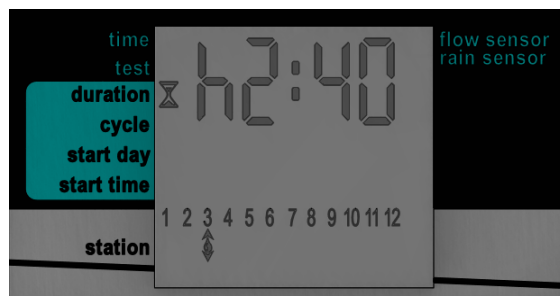 time
test
duration
cycle
start day
start time
station
h2:40
1 2 3 4 5 6 7 8 9 10 11 12
flow sensor
rain sensor